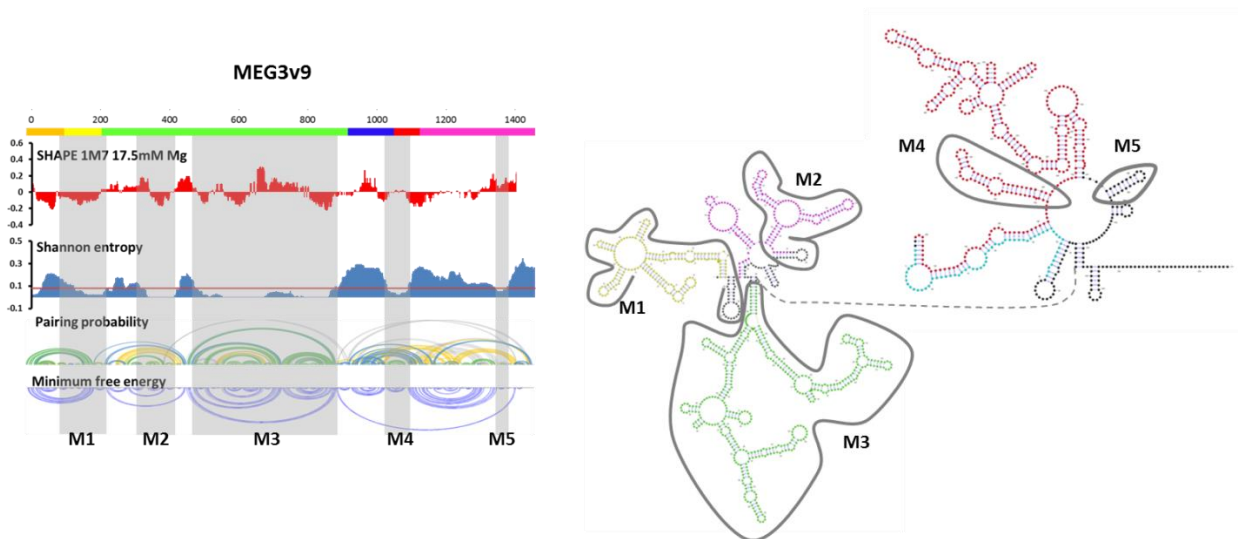 MEG3v9
0 200 400 600 800 1000 1200 1400
0.6
SHAPE 1M7 17.5mM Mg
0.4
0.2
0
-0.2
-0.4
0.5
Shannon entropy
0.3
0.1
-0.1
Pairing probability
Minimum free energy
M1 M2 M3 M4 M5
M4
M5
M2
M1
M3